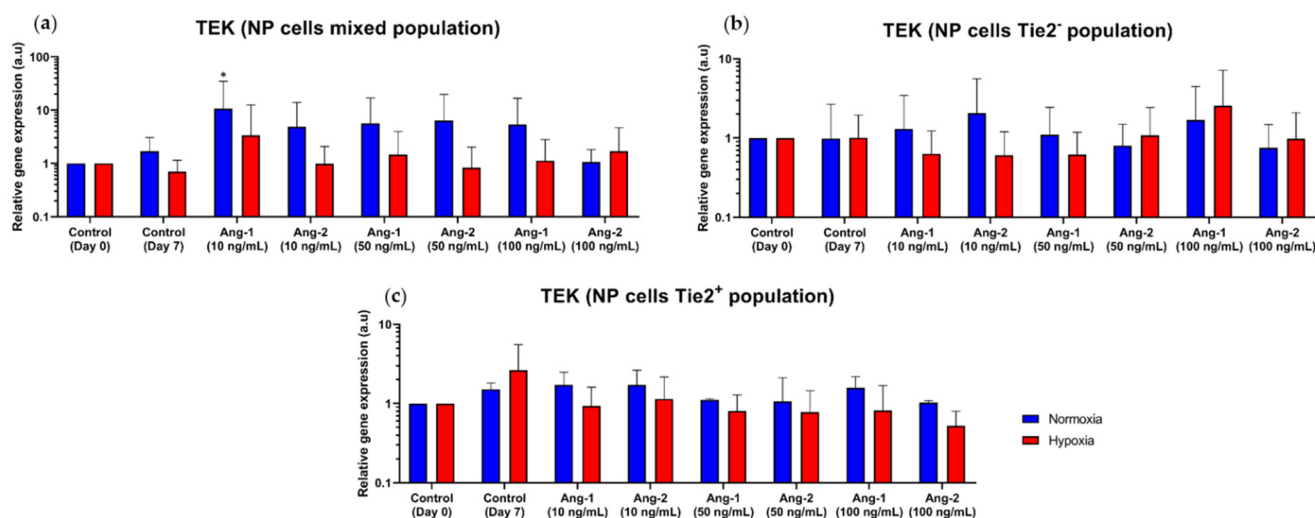 (a)
TEK (NP cells mixed population)
Relative gene expression (a.u)
100
10
1
0.1
*
Control Control Ang-1 Ang-2 Ang-1 Ang-2 Ang-1 Ang-2
(Day 0) (Day 7) (10 ng/mL) (10 ng/mL) (50 ng/mL) (50 ng/mL) (100 ng/mL) (100 ng/mL)
(b)
TEK (NP cells Tie2⁻ population)
Relative gene expression (a.u)
10
1
0.1
Control Control Ang-1 Ang-2 Ang-1 Ang-2 Ang-1 Ang-2
(Day 0) (Day 7) (10 ng/mL) (10 ng/mL) (50 ng/mL) (50 ng/mL) (100 ng/mL) (100 ng/mL)
(c)
TEK (NP cells Tie2⁺ population)
Relative gene expression (a.u)
10
1
0.1
Control Control Ang-1 Ang-2 Ang-1 Ang-2 Ang-1 Ang-2
(Day 0) (Day 7) (10 ng/mL) (10 ng/mL) (50 ng/mL) (50 ng/mL) (100 ng/mL) (100 ng/mL)
Normoxia
Hypoxia